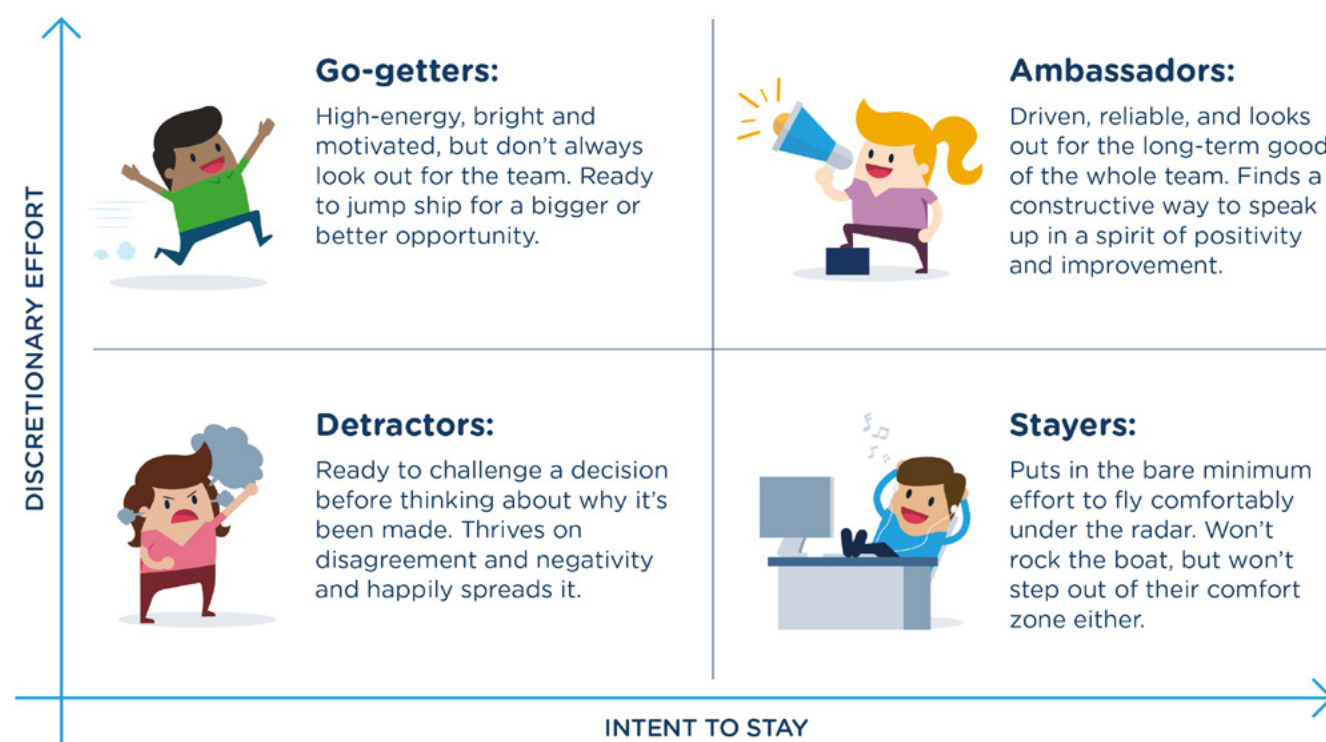 Go-getters:
High-energy, bright and
motivated, but don't always
look out for the team. Ready
to jump ship for a bigger or
better opportunity.
Ambassadors:
Driven, reliable, and looks
out for the long-term good
of the whole team. Finds a
constructive way to speak
up in a spirit of positivity
and improvement.
DISCRETIONARY EFFORT
Detractors:
Ready to challenge a decision
before thinking about why it's
been made. Thrives on
disagreement and negativity
and happily spreads it.
Stayers:
Puts in the bare minimum
effort to fly comfortably
under the radar. Won't
rock the boat, but won't
step out of their comfort
zone either.
INTENT TO STAY